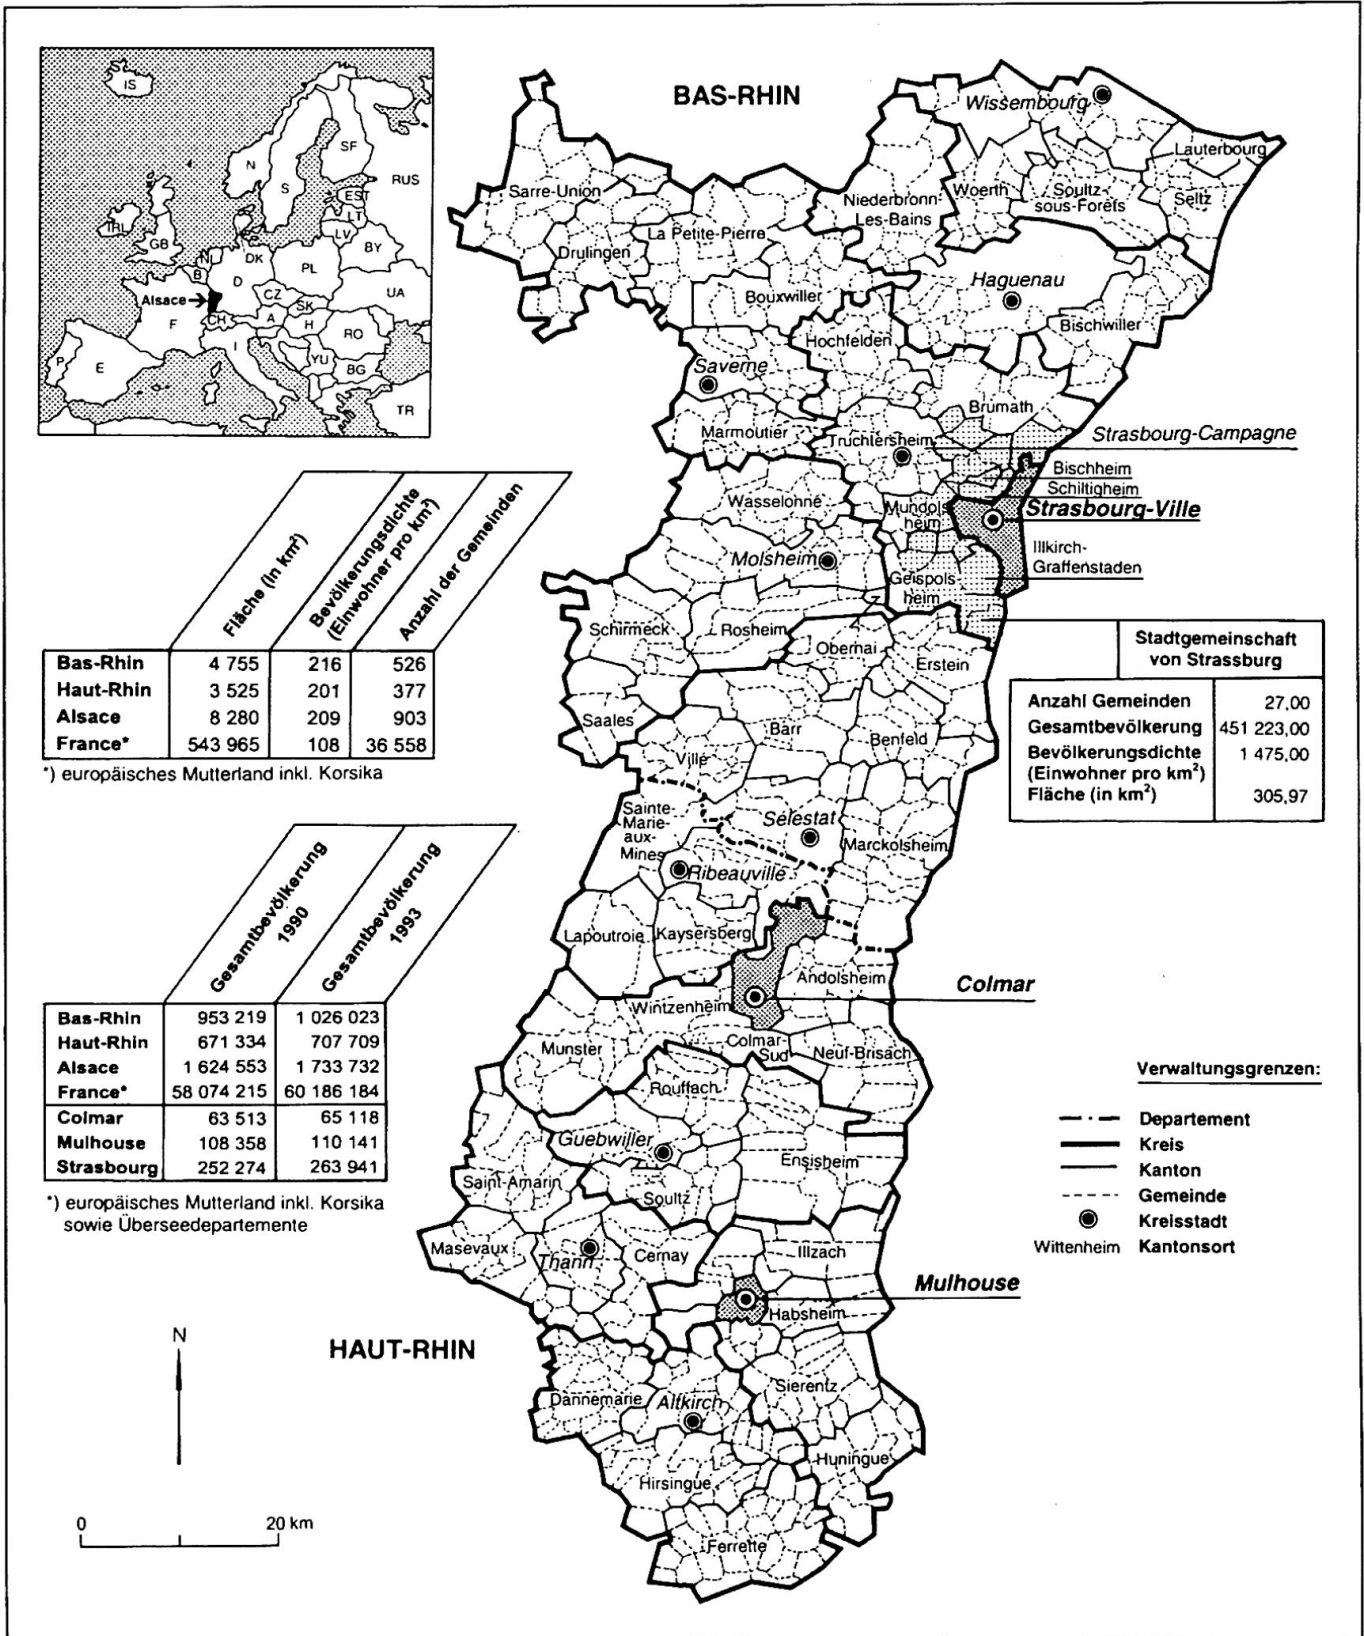 BAS-RHIN
IS
N
S
SF
RUS
EST
LT
LV
BY
IRL
GB
DK
NL
B
D
PL
UA
Alsace
CZ
SK
F
CH
A
H
RO
I
YU
BG
P
E
TR
Wissembourg
Lauterbourg
Sarre-Union
Niederbronn-
Les-Bains
Woerth
Soultz-
sous-Forêts
Seltz
La Petite-Pierre
Drulingen
Haguenau
Bouxwiller
Bischwiller
Hochfelden
Saverne
Brumath
Marmoutier
Truchtersheim
Strasbourg-Campagne
Bischheim
Schiltigheim
Wasselonne
Mundols-
heim
Strasbourg-Ville
Molsheim
Illkirch-
Graffenstaden
Geispols-
heim
Schirmeck
Rosheim
Obernai
Erstein
Saales
Barr
Benfeld
Villé
Sainte-
Marie-
aux-
Mines
Sélestat
Marckolsheim
Ribeauvillé
Lapoutroie
Kaysersberg
Andolsheim
Colmar
Wintzenheim
Munster
Colmar-
Sud
Neuf-Brisach
Rouffach
Guebwiller
Ensisheim
Saint-Amarin
Soultz
Masevaux
Thann
Cernay
Illzach
Mulhouse
Habsheim
HAUT-RHIN
Dannemarie
Altkirch
Sierentz
Hirsingue
Huningue
Ferrette
Fläche (in km²)
Bevölkerungsdichte
(Einwohner pro km²)
Anzahl der Gemeinden
Bas-Rhin 4 755 216 526
Haut-Rhin 3 525 201 377
Alsace 8 280 209 903
France* 543 965 108 36 558
*) europäisches Mutterland inkl. Korsika
Stadtgemeinschaft
von Strassburg
Anzahl Gemeinden 27,00
Gesamtbevölkerung 451 223,00
Bevölkerungsdichte 1 475,00
(Einwohner pro km²)
Fläche (in km²) 305,97
Gesamtbevölkerung
1990
Gesamtbevölkerung
1993
Bas-Rhin 953 219 1 026 023
Haut-Rhin 671 334 707 709
Alsace 1 624 553 1 733 732
France* 58 074 215 60 186 184
Colmar 63 513 65 118
Mulhouse 108 358 110 141
Strasbourg 252 274 263 941
*) europäisches Mutterland inkl. Korsika
sowie Überseedepartemente
Verwaltungsgrenzen:
Departement
Kreis
Kanton
Gemeinde
Kreisstadt
Wittenheim Kantonsort
N
0 20 km